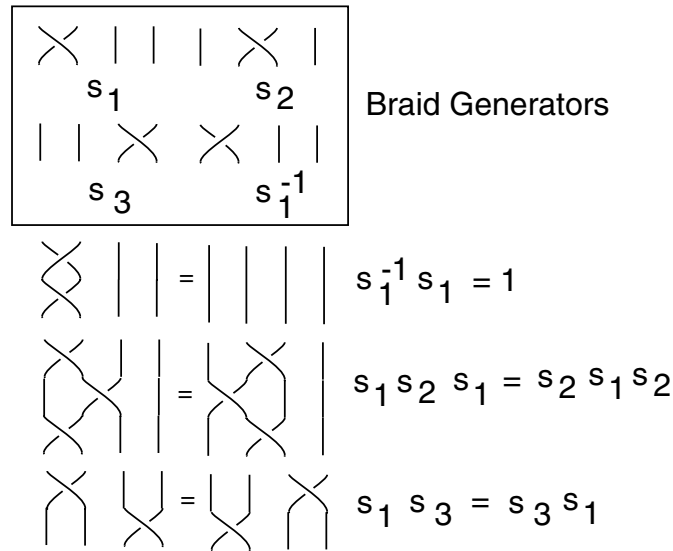 s₁ s₂
Braid Generators
s₃ s₁⁻¹
= s₁⁻¹ s₁ = 1
= s₁ s₂ s₁ = s₂ s₁ s₂
= s₁ s₃ = s₃ s₁